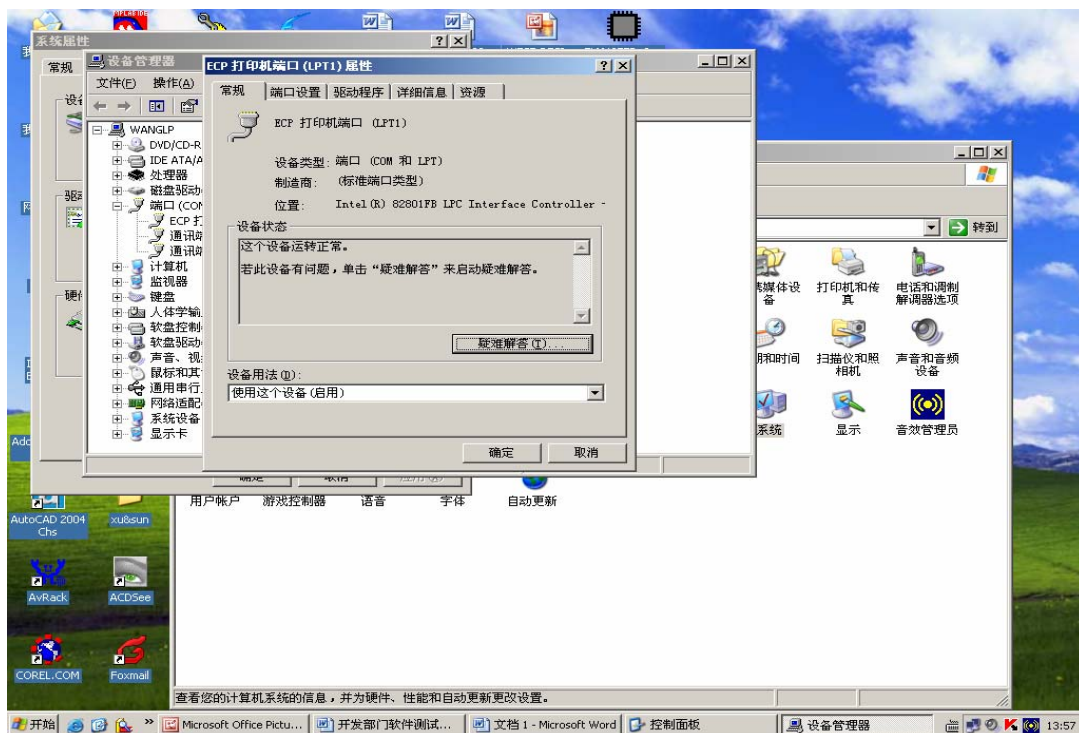 系统属性
常规
设备管理器
文件(F) 操作(A)
WANGLP
DVD/CD-R
IDE ATA/A
处理器
磁盘驱动
端口 (COM
ECP 打
通讯端
通讯端
计算机
监视器
键盘
人体学输
软盘控制
软盘驱动
声音、视
鼠标和其
通用串行
网络适配
系统设备
显示卡
ECP 打印机端口 (LPT1) 属性
常规 端口设置 驱动程序 详细信息 资源
ECP 打印机端口 (LPT1)
设备类型: 端口 (COM 和 LPT)
制造商: (标准端口类型)
位置: Intel(R) 82801FB LPC Interface Controller -
设备状态
这个设备运转正常。
若此设备有问题，单击“疑难解答”来启动疑难解答。
疑难解答(T)...
设备用法(D):
使用这个设备(启用)
确定 取消
转到
打印机和传真
电话和调制解调器选项
扫描仪和照相机
声音和音频设备
系统
显示
音效管理员
用户帐户 游戏控制器 语音 字体 自动更新
AutoCAD 2004 Chs
xu&sun
AvRack
ACDSee
COREL.COM
Foxmail
查看您的计算机系统的信息，并为硬件、性能和自动更新更改设置。
开始 » Microsoft Office Pictu... 开发部门软件测试... 文档 1 - Microsoft Word 控制面板 设备管理器 13:57